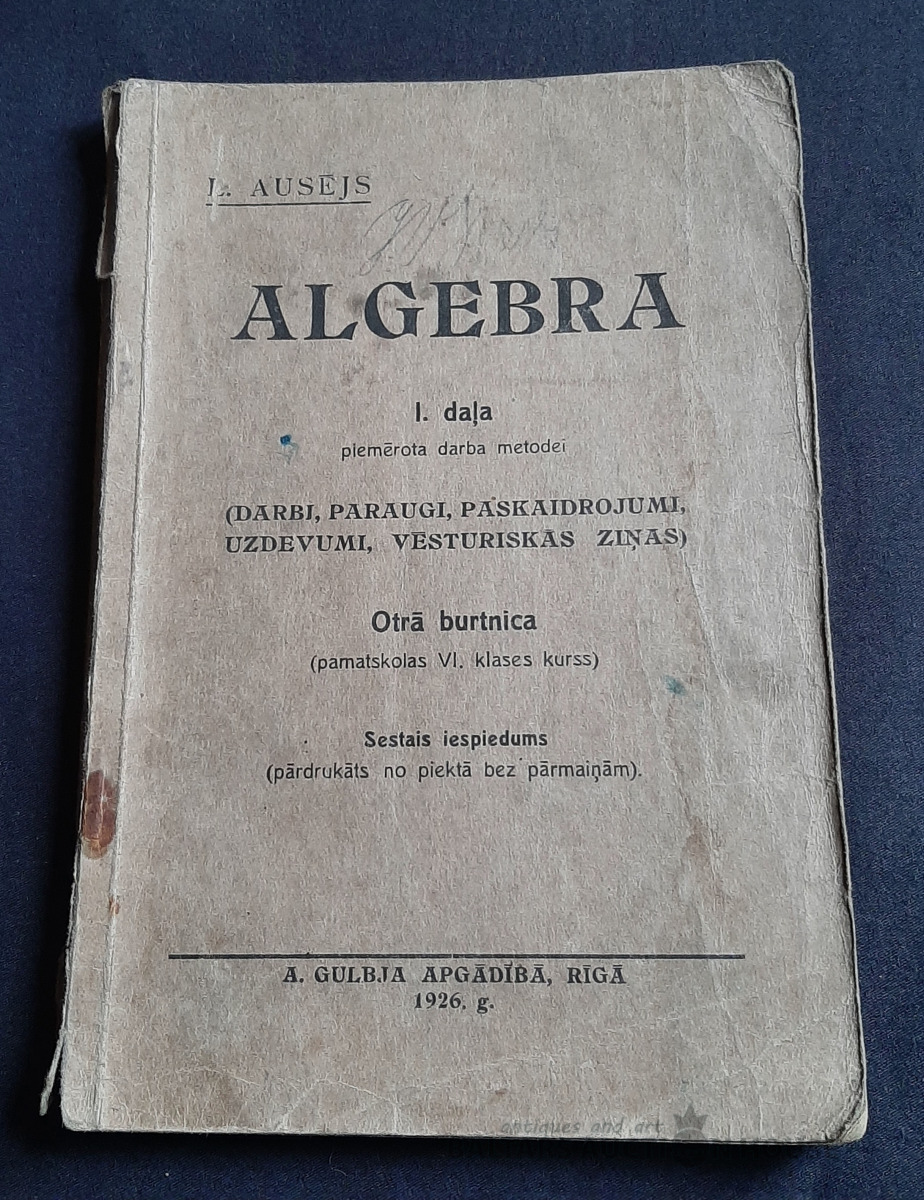 L. AUSĒJS
ALGEBRA
I. daļa
piemērota darba metodei
(DARBI, PARAUGI, PASKAIDROJUMI,
UZDEVUMI, VĒSTURISKAS ZIŅAS)
Otrā burtnica
(pamatskolas VI. klases kurss)
Sestais iespiedums
(pārdrukāts no piektā bez pārmaiņām).
A. GULBJA APGĀDĪBĀ, RĪGĀ
1926. g.
antiques and art